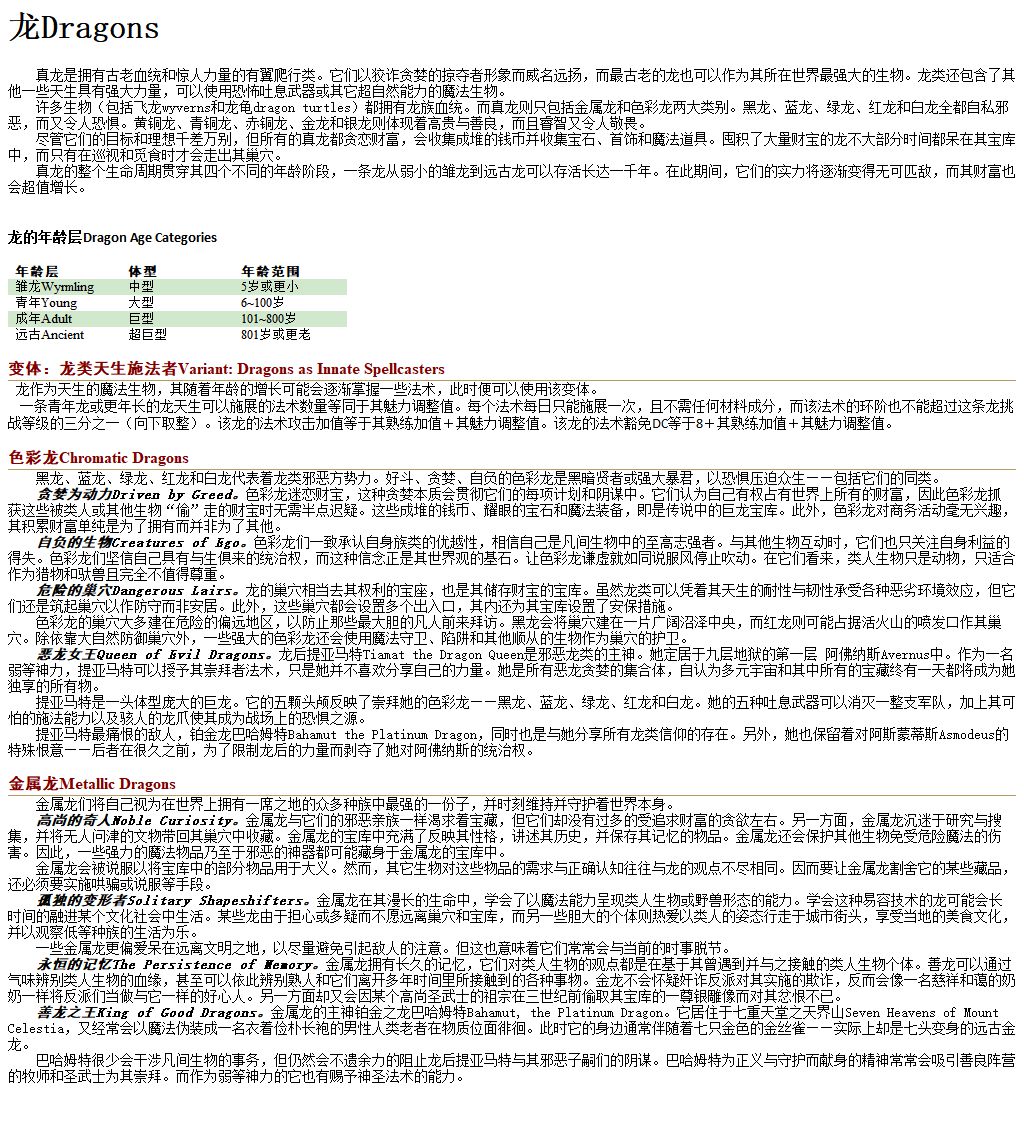 龙Dragons
真龙是拥有古老血统和惊人力量的有翼爬行类。它们以狡诈贪婪的掠夺者形象而威名远扬，而最古老的龙也可以作为其所在世界最强大的生物。龙类还包含了其
他一些天生具有强大力量，可以使用恐怖吐息武器或其它超自然能力的魔法生物。
许多生物（包括飞龙wyverns和龙龟dragon turtles）都拥有龙族血统。而真龙则只包括金属龙和色彩龙两大类别。黑龙、蓝龙、绿龙、红龙和白龙全都自私邪
恶，而又令人恐惧。黄铜龙、青铜龙、赤铜龙、金龙和银龙则体现着高贵与善良，而且睿智又令人敬畏。
尽管它们的目标和理想千差万别，但所有的真龙都贪恋财富，会收集成堆的钱币并收集宝石、首饰和魔法道具。囤积了大量财宝的龙不大部分时间都呆在其宝库
中，而只有在巡视和觅食时才会走出其巢穴。
真龙的整个生命周期贯穿其四个不同的年龄阶段，一条龙从弱小的雏龙到远古龙可以存活长达一千年。在此期间，它们的实力将逐渐变得无可匹敌，而其财富也
会超值增长。
龙的年龄层Dragon Age Categories
年龄层 体型 年龄范围
雏龙Wyrmling 中型 5岁或更小
青年Young 大型 6~100岁
成年Adult 巨型 101~800岁
远古Ancient 超巨型 801岁或更老
变体：龙类天生施法者Variant: Dragons as Innate Spellcasters
龙作为天生的魔法生物，其随着年龄的增长可能会逐渐掌握一些法术，此时便可以使用该变体。
一条青年龙或更年长的龙天生可以施展的法术数量等同于其魅力调整值。每个法术每日只能施展一次，且不需任何材料成分，而该法术的环阶也不能超过这条龙挑
战等级的三分之一（向下取整）。该龙的法术攻击加值等于其熟练加值＋其魅力调整值。该龙的法术豁免DC等于8＋其熟练加值＋其魅力调整值。
色彩龙Chromatic Dragons
黑龙、蓝龙、绿龙、红龙和白龙代表着龙类邪恶方势力。好斗、贪婪、自负的色彩龙是黑暗贤者或强大暴君，以恐惧压迫众生——包括它们的同类。
贪婪为动力Driven by Greed。色彩龙迷恋财宝，这种贪婪本质会贯彻它们的每项计划和阴谋中。它们认为自己有权占有世界上所有的财富，因此色彩龙抓
获这些被类人或其他生物“偷”走的财宝时无需半点迟疑。这些成堆的钱币、耀眼的宝石和魔法装备，即是传说中的巨龙宝库。此外，色彩龙对商务活动毫无兴趣，
其积累财富单纯是为了拥有而并非为了其他。
自负的生物Creatures of Ego。色彩龙们一致承认自身族类的优越性，相信自己是凡间生物中的至高志强者。与其他生物互动时，它们也只关注自身利益的
得失。色彩龙们坚信自己具有与生俱来的统治权，而这种信念正是其世界观的基石。让色彩龙谦虚就如同说服风停止吹动。在它们看来，类人生物只是动物，只适合
作为猎物和驮兽且完全不值得尊重。
危险的巢穴Dangerous Lairs。龙的巢穴相当去其权利的宝座，也是其储存财宝的宝库。虽然龙类可以凭着其天生的耐性与韧性承受各种恶劣环境效应，但它
们还是筑起巢穴以作防守而非安居。此外，这些巢穴都会设置多个出入口，其内还为其宝库设置了安保措施。
色彩龙的巢穴大多建在危险的偏远地区，以防止那些最大胆的凡人前来拜访。黑龙会将巢穴建在一片广阔沼泽中央，而红龙则可能占据活火山的喷发口作其巢
穴。除依靠大自然防御巢穴外，一些强大的色彩龙还会使用魔法守卫、陷阱和其他顺从的生物作为巢穴的护卫。
恶龙女王Queen of Evil Dragons。龙后提亚马特Tiamat the Dragon Queen是邪恶龙类的主神。她定居于九层地狱的第一层 阿佛纳斯Avernus中。作为一名
弱等神力，提亚马特可以授予其崇拜者法术，只是她并不喜欢分享自己的力量。她是所有恶龙贪婪的集合体，自认为多元宇宙和其中所有的宝藏终有一天都将成为她
独享的所有物。
提亚马特是一头体型庞大的巨龙。它的五颗头颅反映了崇拜她的色彩龙——黑龙、蓝龙、绿龙、红龙和白龙。她的五种吐息武器可以消灭一整支军队，加上其可
怕的施法能力以及骇人的龙爪使其成为战场上的恐惧之源。
提亚马特最痛恨的敌人，铂金龙巴哈姆特Bahamut the Platinum Dragon，同时也是与她分享所有龙类信仰的存在。另外，她也保留着对阿斯蒙蒂斯Asmodeus的
特殊恨意——后者在很久之前，为了限制龙后的力量而剥夺了她对阿佛纳斯的统治权。
金属龙Metallic Dragons
金属龙们将自己视为在世界上拥有一席之地的众多种族中最强的一份子，并时刻维持并守护着世界本身。
高尚的奇人Noble Curiosity。金属龙与它们的邪恶亲族一样渴求着宝藏，但它们却没有过多的受追求财富的贪欲左右。另一方面，金属龙沉迷于研究与搜
集，并将无人问津的文物带回其巢穴中收藏。金属龙的宝库中充满了反映其性格，讲述其历史，并保存其记忆的物品。金属龙还会保护其他生物免受危险魔法的伤
害。因此，一些强力的魔法物品乃至于邪恶的神器都可能藏身于金属龙的宝库中。
金属龙会被说服以将宝库中的部分物品用于大义。然而，其它生物对这些物品的需求与正确认知往往与龙的观点不尽相同。因而要让金属龙割舍它的某些藏品，
还必须要实施哄骗或说服等手段。
孤独的变形者Solitary Shapeshifters。金属龙在其漫长的生命中，学会了以魔法能力呈现类人生物或野兽形态的能力。学会这种易容技术的龙可能会长
时间的融进某个文化社会中生活。某些龙由于担心或多疑而不愿远离巢穴和宝库，而另一些胆大的个体则热爱以类人的姿态行走于城市街头，享受当地的美食文化，
并以观察低等种族的生活为乐。
一些金属龙更偏爱呆在远离文明之地，以尽量避免引起敌人的注意。但这也意味着它们常常会与当前的时事脱节。
永恒的记忆The Persistence of Memory。金属龙拥有长久的记忆，它们对类人生物的观点都是在基于其曾遇到并与之接触的类人生物个体。善龙可以通过
气味辨别类人生物的血缘，甚至可以依此辨别熟人和它们离开多年时间里所接触到的各种事物。金龙不会怀疑奸诈反派对其实施的欺诈，反而会像一名慈祥和蔼的奶
奶一样将反派们当做与它一样的好心人。另一方面却又会因某个高尚圣武士的祖宗在三世纪前偷取其宝库的一尊银雕像而对其忿恨不已。
善龙之王King of Good Dragons。金属龙的主神铂金之龙巴哈姆特Bahamut, the Platinum Dragon。它居住于七重天堂之天界山Seven Heavens of Mount
Celestia，又经常会以魔法伪装成一名衣着俭朴长袍的男性人类老者在物质位面徘徊。此时它的身边通常伴随着七只金色的金丝雀——实际上却是七头变身的远古金
龙。
巴哈姆特很少会干涉凡间生物的事务，但仍然会不遗余力的阻止龙后提亚马特与其邪恶子嗣们的阴谋。巴哈姆特为正义与守护而献身的精神常常会吸引善良阵营
的牧师和圣武士为其崇拜。而作为弱等神力的它也有赐予神圣法术的能力。